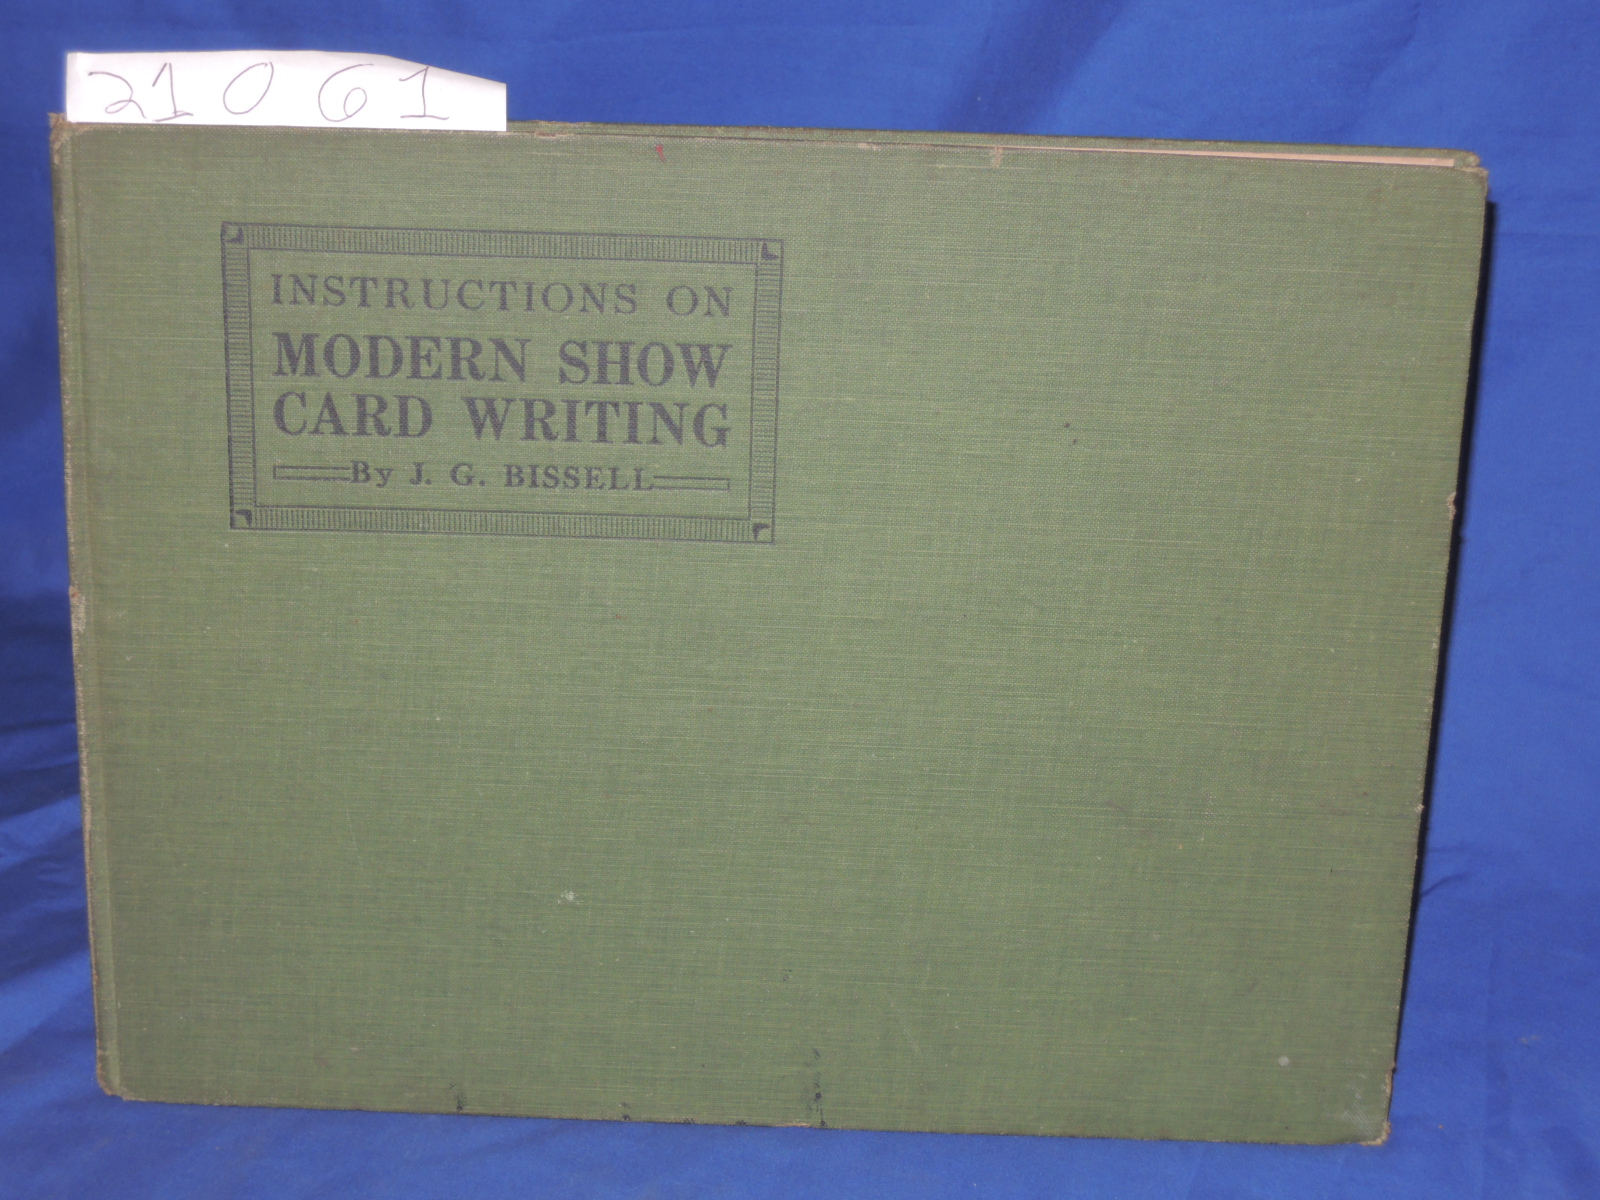 21061
INSTRUCTIONS ON
MODERN SHOW
CARD WRITING
By J. G. BISSELL